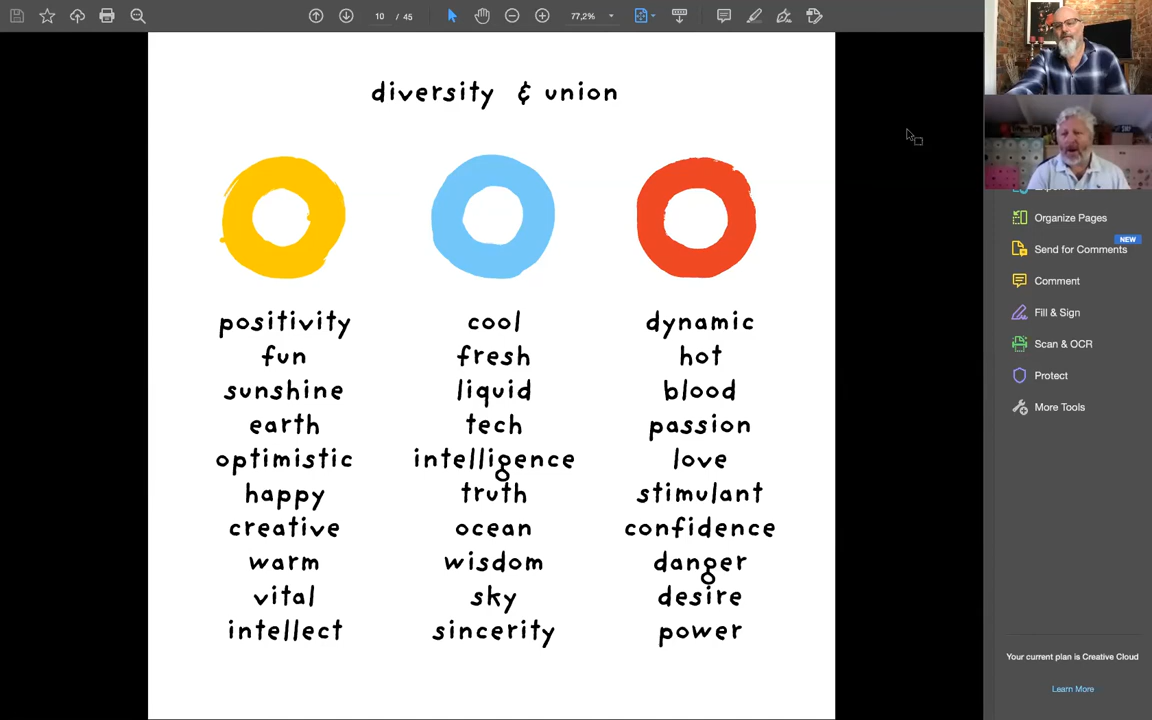 10 / 45
77,2%
diversity & union
positivity
fun
sunshine
earth
optimistic
happy
creative
warm
vital
intellect
cool
fresh
liquid
tech
intelligence
truth
ocean
wisdom
sky
sincerity
dynamic
hot
blood
passion
love
stimulant
confidence
danger
desire
power
Organize Pages
NEW
Send for Comments
Comment
Fill & Sign
Scan & OCR
Protect
More Tools
Your current plan is Creative Cloud
Learn More